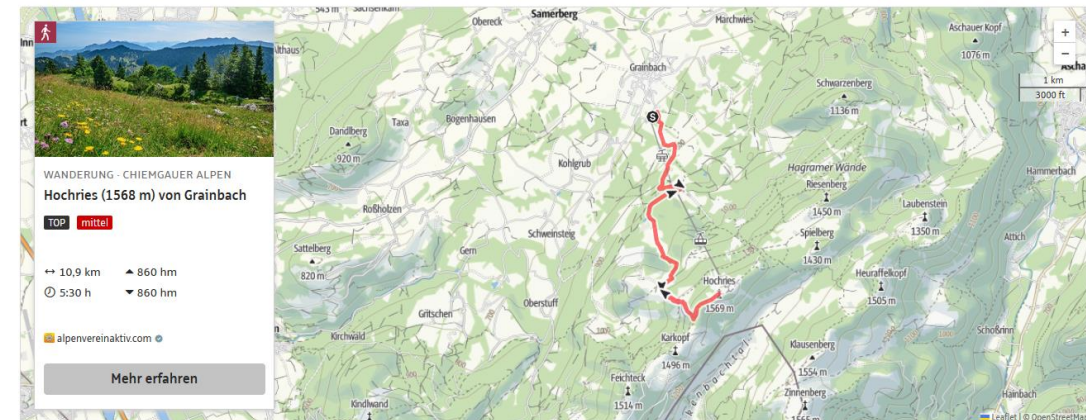 WANDERUNG · CHIEMGAUER ALPEN
Hochries (1568 m) von Grainbach
TOP mittel
↔ 10,9 km ▲ 860 hm
5:30 h ▼ 860 hm
alpenvereinaktiv.com
Mehr erfahren
Samerberg
Obereck
Marchwies
Aschauer Kopf
1076 m
+
−
1 km
3000 ft
Grainbach
Schwarzenberg
1136 m
Taxa
Bogenhausen
Dandlberg
920 m
S
Kohlgrub
Hagramer Wände
Riesenberg
1450 m
Hammerbach
Laubenstein
1350 m
Roßholzen
Schweinsteig
Spielberg
1430 m
Attich
Sattelberg
820 m
Gern
Heuraffelkopf
1505 m
Hochries
1569 m
Oberstuff
Gritschen
Kirchwald
Karkopf
1496 m
Klausenberg
1554 m
Schoßrinn
Feichteck
1514 m
Zinnenberg
Kindlwand
Hainbach
Leaflet | © OpenStreetMap